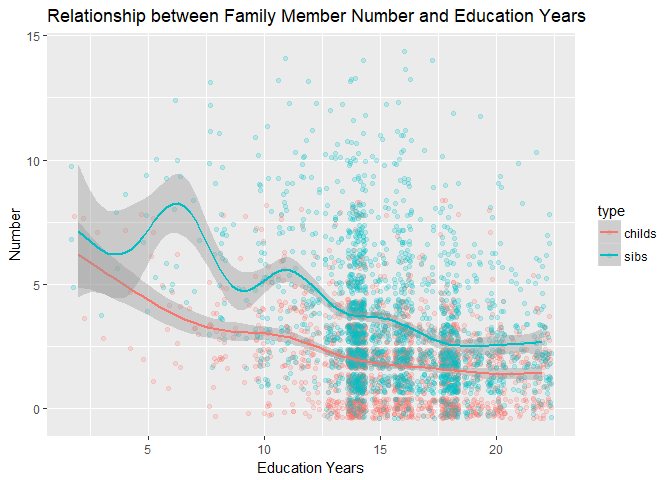 Relationship between Family Member Number and Education Years
15
10
5
0
Number
5
10
15
20
Education Years
type
childs
sibs